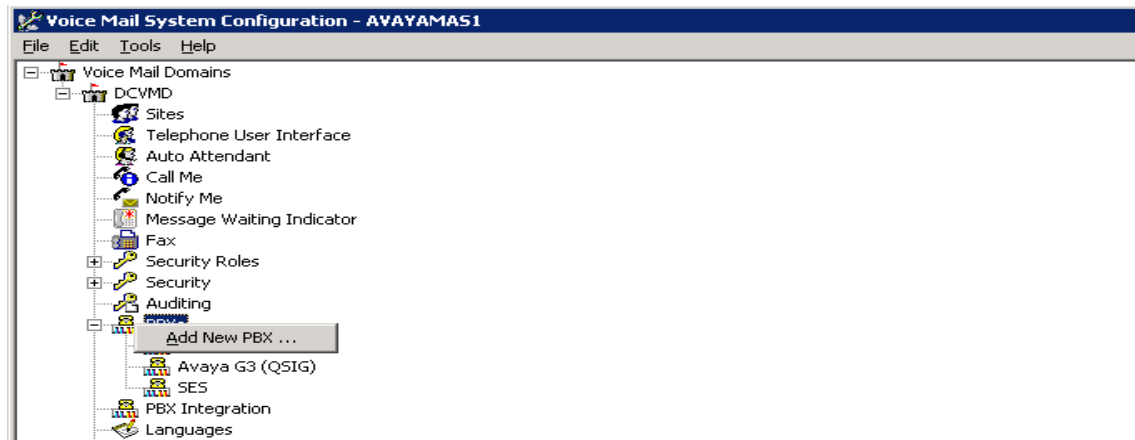 Voice Mail System Configuration - AVAYAMAS1
File Edit Tools Help
Voice Mail Domains
DCVMD
Sites
Telephone User Interface
Auto Attendant
Call Me
Notify Me
Message Waiting Indicator
Fax
Security Roles
Security
Auditing
Add New PBX ...
Avaya G3 (QSIG)
SES
PBX Integration
Languages